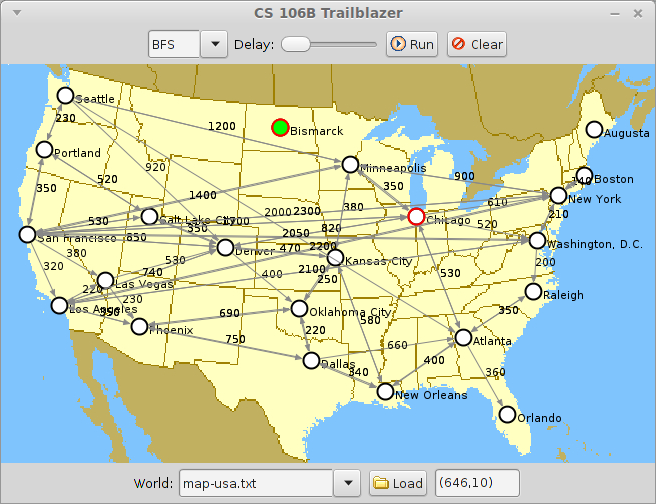 CS 106B Trailblazer
BFS Delay: Run Clear
Seattle
230
1200
Bismarck
Augusta
Portland
920
Minneapolis
900
Boston
140
350
520
1400
350
610
New York
530
Salt Lake City
2000
2300
380
Chicago
210
San Francisco
850
350
820
520
2050
Washington, D.C.
380
530
Denver
470
2200
Kansas City
200
320
740
400
2100
530
220
Las Vegas
250
Raleigh
230
Los Angeles
350
690
Oklahoma City
580
350
Phoenix
750
220
660
Atlanta
Dallas
340
400
360
New Orleans
Orlando
World: map-usa.txt Load (646,10)